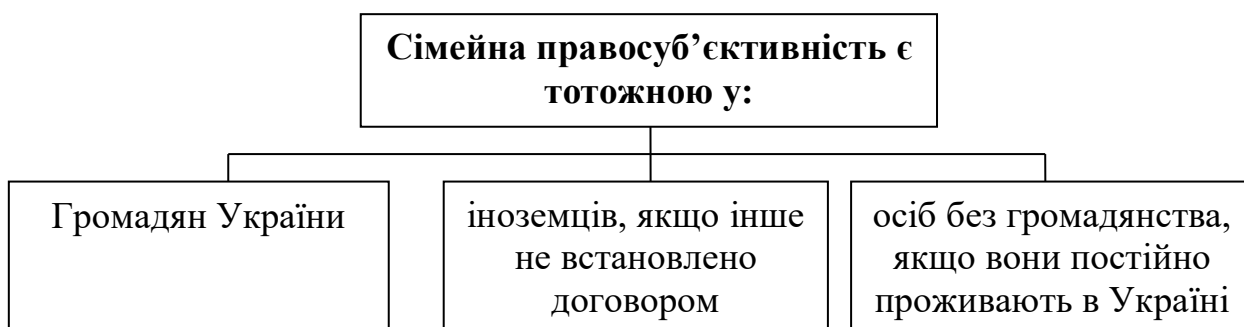 Сімейна правосуб’єктивність є
тотожною у:
Громадян України
іноземців, якщо інше
не встановлено
договором
осіб без громадянства,
якщо вони постійно
проживають в Україні